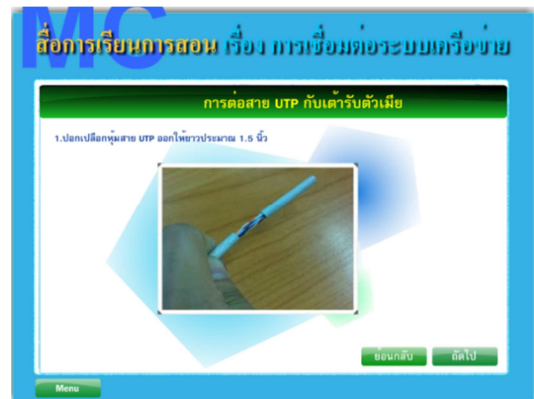 MC
สื่อการเรียนการสอน เรื่อง การเชื่อมต่อระบบเครือข่าย
การต่อสาย UTP กับเต้ารับตัวเมีย
1.ปอกเปลือกหุ้มสาย UTP ออกให้ยาวประมาณ 1.5 นิ้ว
ย้อนกลับ ถัดไป
Menu